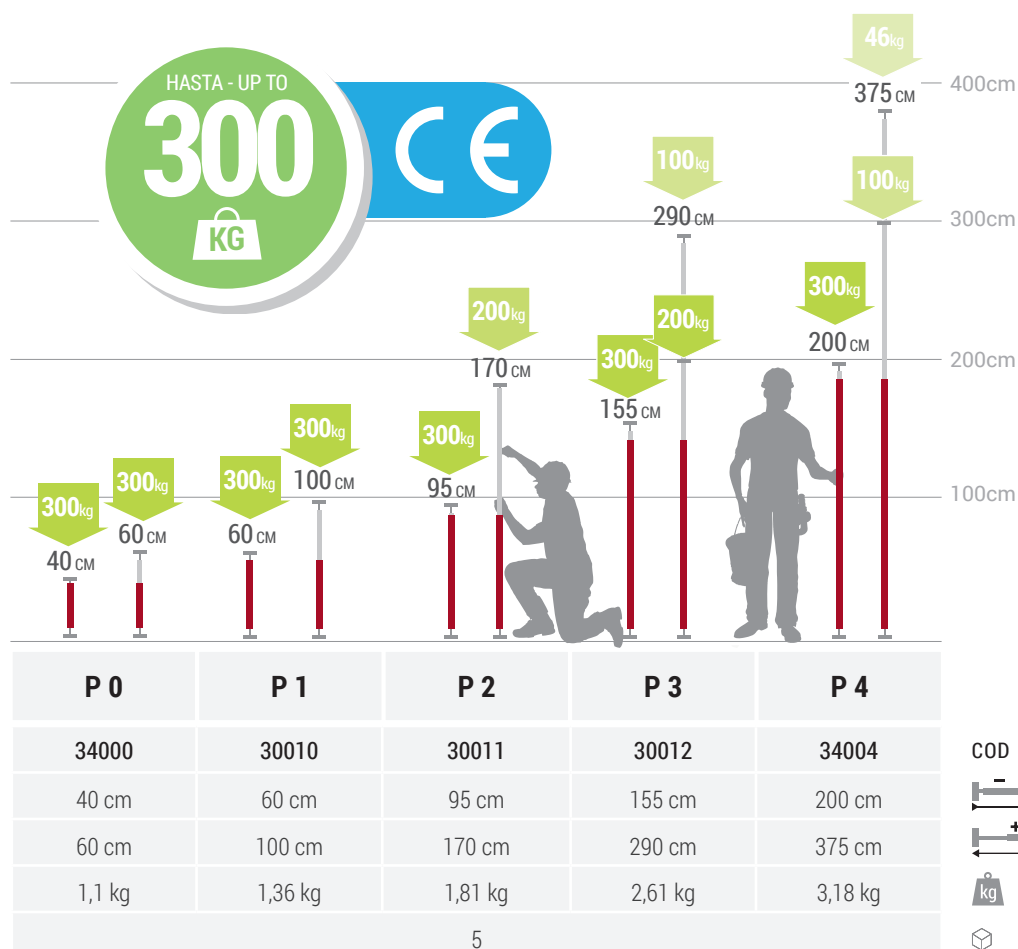 HASTA - UP TO
300
KG
CE
46kg
375 CM
400cm
100kg
290 CM
100kg
300cm
200kg
170 CM
300kg
155 CM
200kg
300kg
200 CM
200cm
300kg
40 CM
300kg
60 CM
300kg
60 CM
300kg
100 CM
300kg
95 CM
100cm
P 0 P 1 P 2 P 3 P 4
34000 30010 30011 30012 34004 COD
40 cm 60 cm 95 cm 155 cm 200 cm
60 cm 100 cm 170 cm 290 cm 375 cm
1,1 kg 1,36 kg 1,81 kg 2,61 kg 3,18 kg kg
5